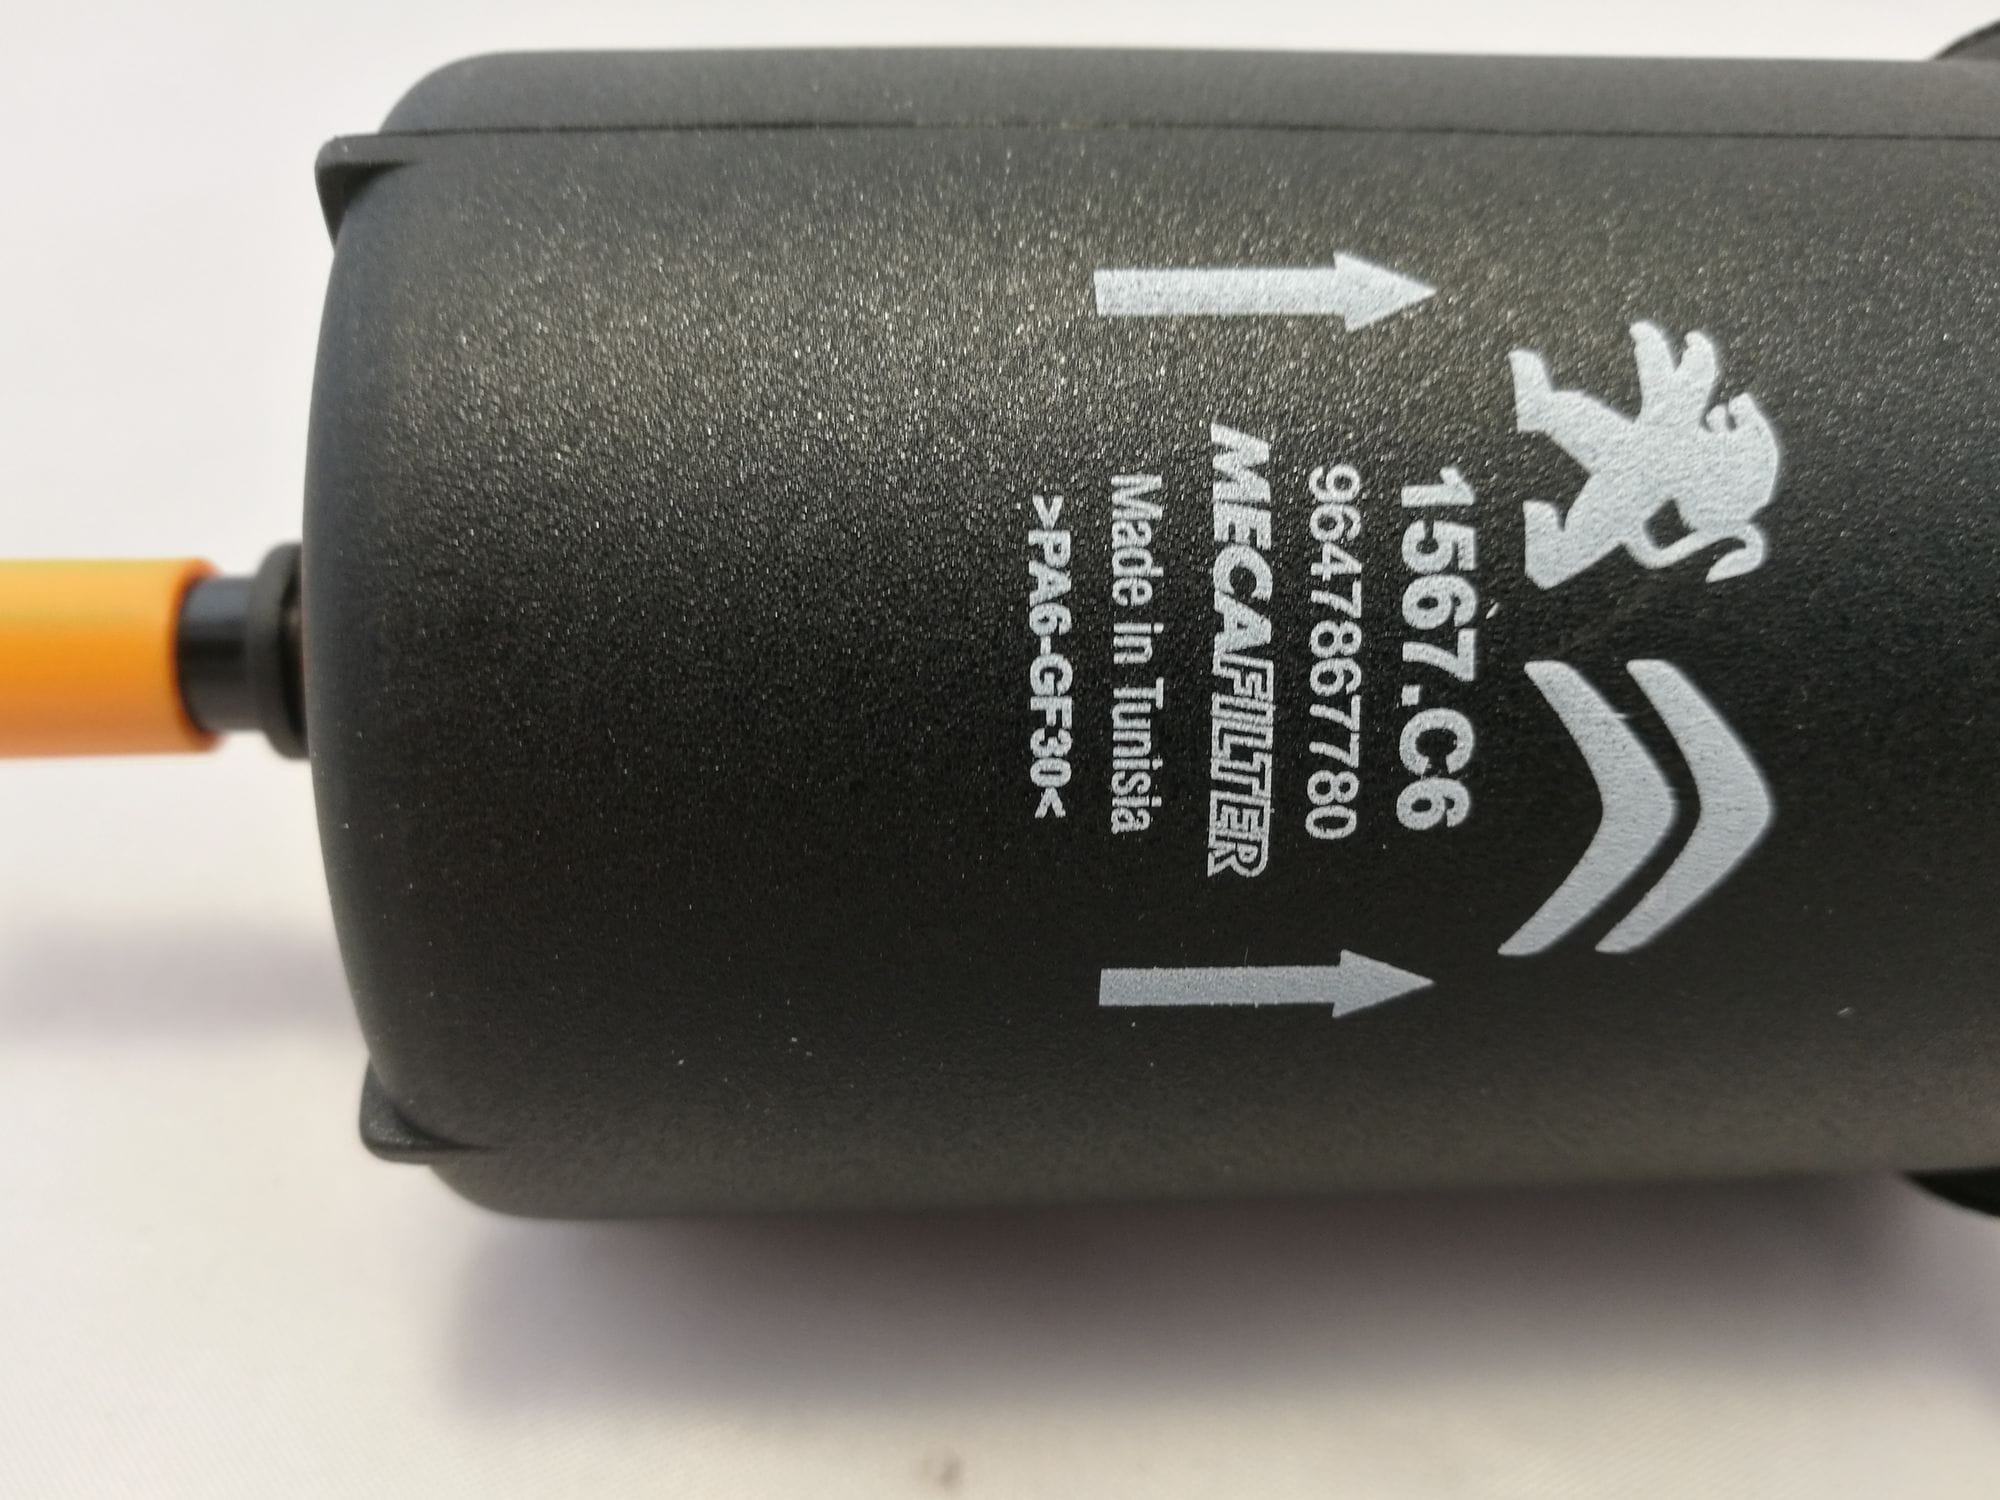 1567.C6
9647867780
MECAFILTER
Made in Tunisia
>PA6-GF30<